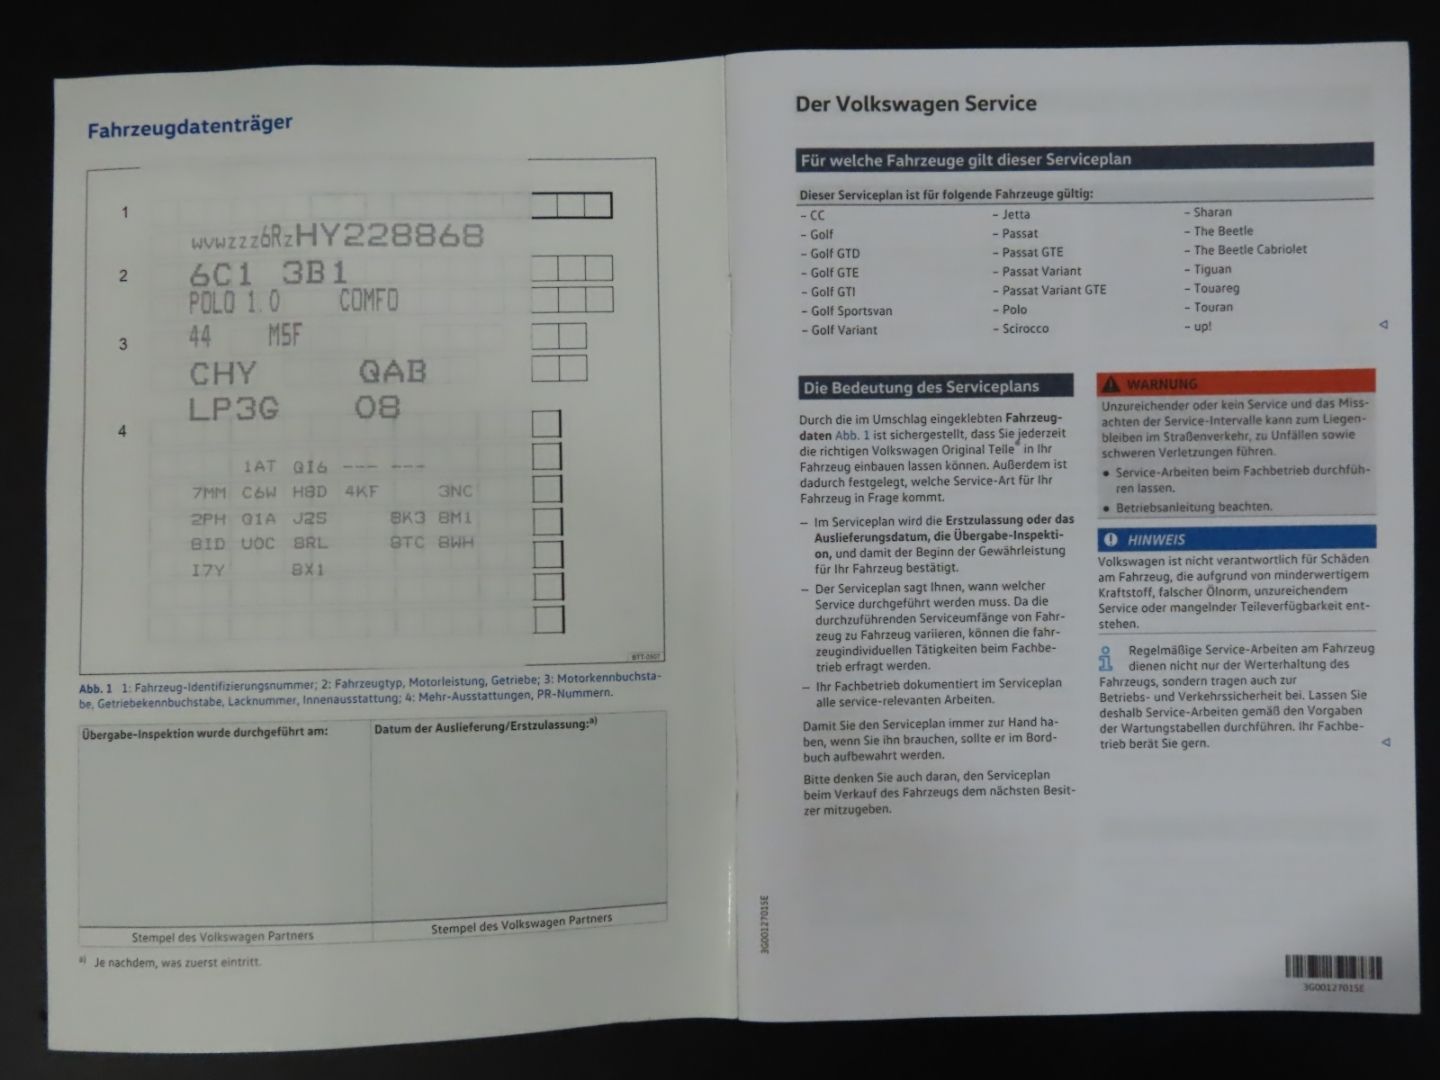 Fahrzeugdatenträger
1
WVWZZZ6RZHY228868
2
6C1 3B1
POLO 1.0 COMFO
3
44 M5F
CHY QAB
LP3G 08
4
1AT QI6 --- ---
7MM C6W H8D 4KF 3NC
2PH Q1A J2S 8K3 8M1
8ID U0C 8RL 8TC 8WH
I7Y 8X1
BTT-0507
Abb. 1 1: Fahrzeug-Identifizierungsnummer; 2: Fahrzeugtyp, Motorleistung, Getriebe; 3: Motorkennbuchsta-
be, Getriebekennbuchstabe, Lacknummer, Innenausstattung; 4: Mehr-Ausstattungen, PR-Nummern.
Übergabe-Inspektion wurde durchgeführt am:
Datum der Auslieferung/Erstzulassung:a)
Stempel des Volkswagen Partners
Stempel des Volkswagen Partners
a) Je nachdem, was zuerst eintritt.
Der Volkswagen Service
Für welche Fahrzeuge gilt dieser Serviceplan
Dieser Serviceplan ist für folgende Fahrzeuge gültig:
– CC
– Golf
– Golf GTD
– Golf GTE
– Golf GTI
– Golf Sportsvan
– Golf Variant
– Jetta
– Passat
– Passat GTE
– Passat Variant
– Passat Variant GTE
– Polo
– Scirocco
– Sharan
– The Beetle
– The Beetle Cabriolet
– Tiguan
– Touareg
– Touran
– up!
Die Bedeutung des Serviceplans
Durch die im Umschlag eingeklebten Fahrzeug-
daten Abb. 1 ist sichergestellt, dass Sie jederzeit
die richtigen Volkswagen Original Teile® in Ihr
Fahrzeug einbauen lassen können. Außerdem ist
dadurch festgelegt, welche Service-Art für Ihr
Fahrzeug in Frage kommt.
– Im Serviceplan wird die Erstzulassung oder das
Auslieferungsdatum, die Übergabe-Inspekti-
on, und damit der Beginn der Gewährleistung
für Ihr Fahrzeug bestätigt.
– Der Serviceplan sagt Ihnen, wann welcher
Service durchgeführt werden muss. Da die
durchzuführenden Serviceumfänge von Fahr-
zeug zu Fahrzeug variieren, können die fahr-
zeugindividuellen Tätigkeiten beim Fachbe-
trieb erfragt werden.
– Ihr Fachbetrieb dokumentiert im Serviceplan
alle service-relevanten Arbeiten.
Damit Sie den Serviceplan immer zur Hand ha-
ben, wenn Sie ihn brauchen, sollte er im Bord-
buch aufbewahrt werden.
Bitte denken Sie auch daran, den Serviceplan
beim Verkauf des Fahrzeugs dem nächsten Besit-
zer mitzugeben.
WARNUNG
Unzureichender oder kein Service und das Miss-
achten der Service-Intervalle kann zum Liegen-
bleiben im Straßenverkehr, zu Unfällen sowie
schweren Verletzungen führen.
● Service-Arbeiten beim Fachbetrieb durchfüh-
ren lassen.
● Betriebsanleitung beachten.
HINWEIS
Volkswagen ist nicht verantwortlich für Schäden
am Fahrzeug, die aufgrund von minderwertigem
Kraftstoff, falscher Ölnorm, unzureichendem
Service oder mangelnder Teileverfügbarkeit ent-
stehen.
Regelmäßige Service-Arbeiten am Fahrzeug
dienen nicht nur der Werterhaltung des
Fahrzeugs, sondern tragen auch zur
Betriebs- und Verkehrssicherheit bei. Lassen Sie
deshalb Service-Arbeiten gemäß den Vorgaben
der Wartungstabellen durchführen. Ihr Fachbe-
trieb berät Sie gern.
3G0012701SE
3G0012701SE